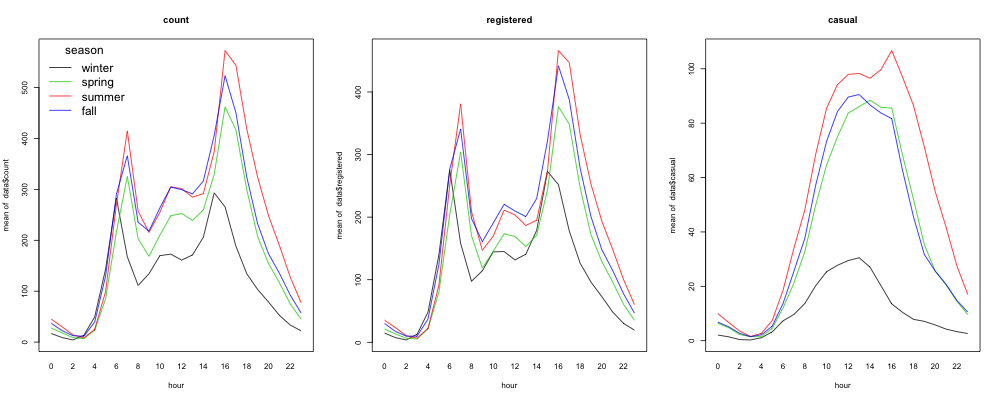 count
season
winter
spring
summer
fall
mean of data$count
0
100
200
300
400
500
0 2 4 6 8 10 12 14 16 18 20 22
hour
registered
mean of data$registered
0
100
200
300
400
0 2 4 6 8 10 12 14 16 18 20 22
hour
casual
mean of data$casual
0
20
40
60
80
100
0 2 4 6 8 10 12 14 16 18 20 22
hour